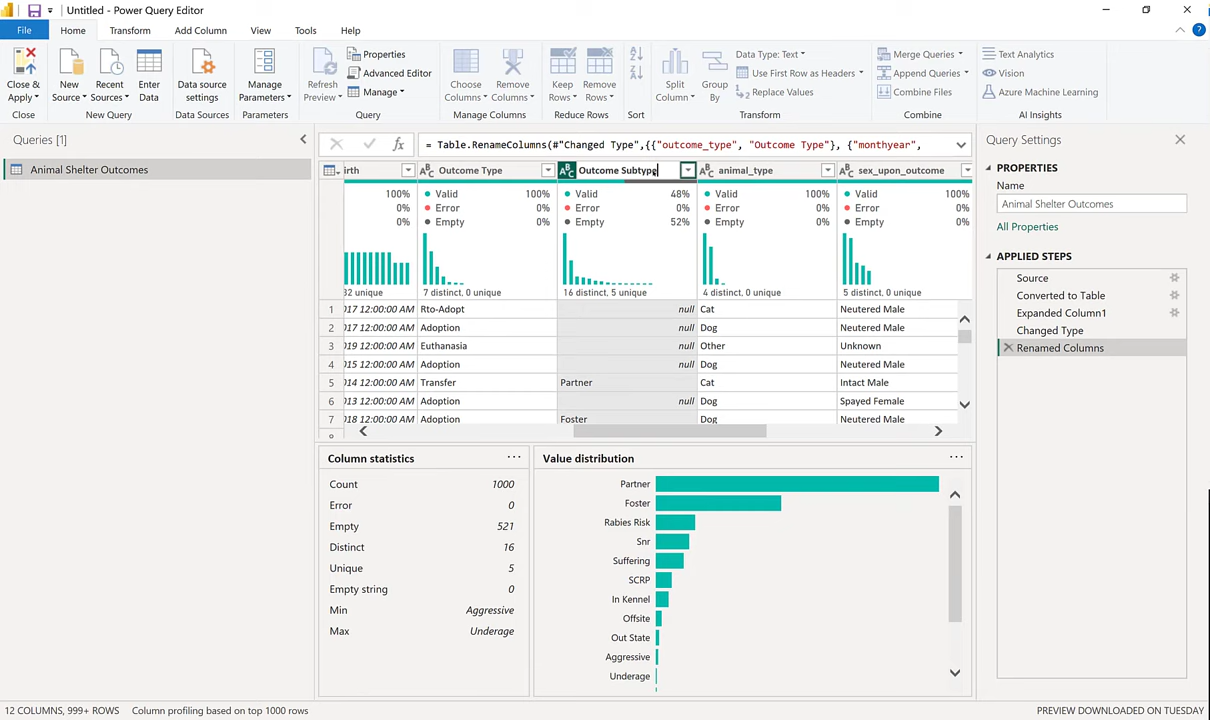 Untitled - Power Query Editor
File Home Transform Add Column View Tools Help
Close & Apply
New Source
Recent Sources
Enter Data
Data source settings
Manage Parameters
Refresh Preview
Properties
Advanced Editor
Manage
Choose Columns
Remove Columns
Keep Rows
Remove Rows
Split Column
Group By
Data Type: Text
Use First Row as Headers
Replace Values
Merge Queries
Append Queries
Combine Files
Text Analytics
Vision
Azure Machine Learning
Close New Query Data Sources Parameters Query Manage Columns Reduce Rows Sort Transform Combine AI Insights
Queries [1]
Animal Shelter Outcomes
fx = Table.RenameColumns(#"Changed Type",{{"outcome_type", "Outcome Type"}, {"monthyear",
irth ABC Outcome Type ABC Outcome Subtype ABC animal_type ABC sex_upon_outcome
100% Valid 100% Valid 48% Valid 100% Valid
0% Error 0% Error 0% Error 0% Error
0% Empty 0% Empty 52% Empty 0% Empty
32 unique 7 distinct, 0 unique 16 distinct, 5 unique 4 distinct, 0 unique 5 distinct, 0 unique
1 017 12:00:00 AM Rto-Adopt null Cat Neutered Male
2 017 12:00:00 AM Adoption null Dog Neutered Male
3 019 12:00:00 AM Euthanasia null Other Unknown
4 015 12:00:00 AM Adoption null Dog Neutered Male
5 014 12:00:00 AM Transfer Partner Cat Intact Male
6 013 12:00:00 AM Adoption null Dog Spayed Female
7 018 12:00:00 AM Adoption Foster Dog Neutered Male
Column statistics
Count 1000
Error 0
Empty 521
Distinct 16
Unique 5
Empty string 0
Min Aggressive
Max Underage
Value distribution
Partner
Foster
Rabies Risk
Snr
Suffering
SCRP
In Kennel
Offsite
Out State
Aggressive
Underage
Query Settings
PROPERTIES
Name
Animal Shelter Outcomes
All Properties
APPLIED STEPS
Source
Converted to Table
Expanded Column1
Changed Type
Renamed Columns
12 COLUMNS, 999+ ROWS Column profiling based on top 1000 rows PREVIEW DOWNLOADED ON TUESDAY